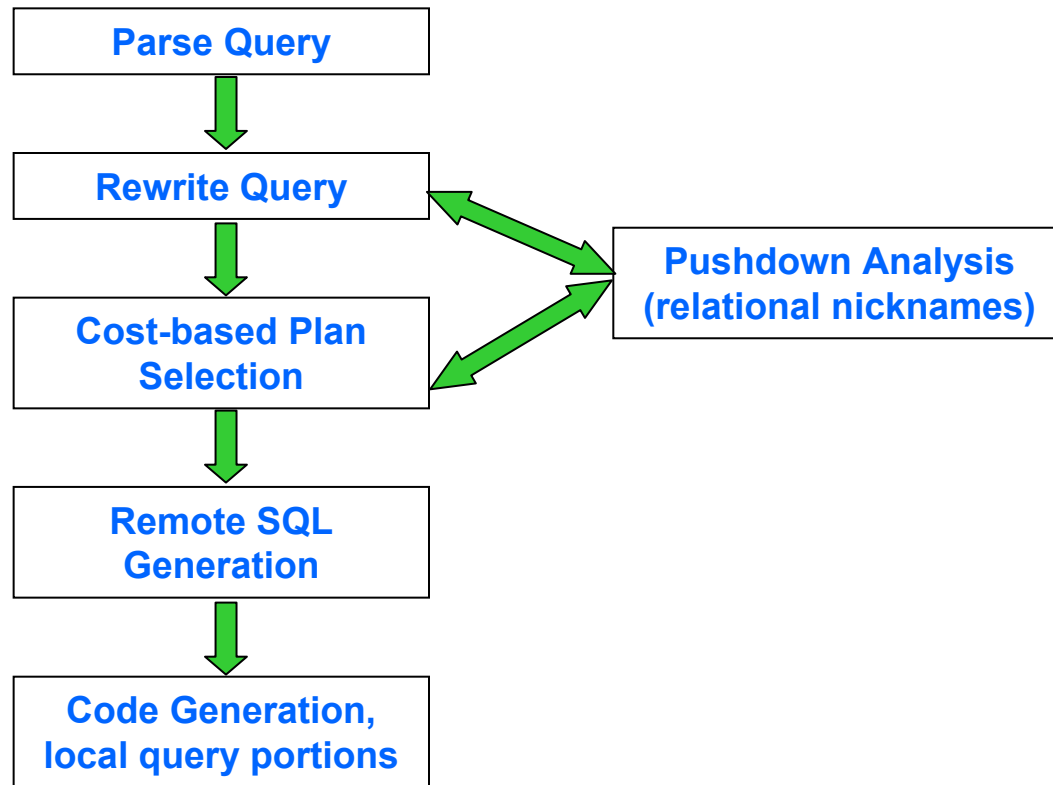 Parse Query
Rewrite Query
Pushdown Analysis
(relational nicknames)
Cost-based Plan
Selection
Remote SQL
Generation
Code Generation,
local query portions